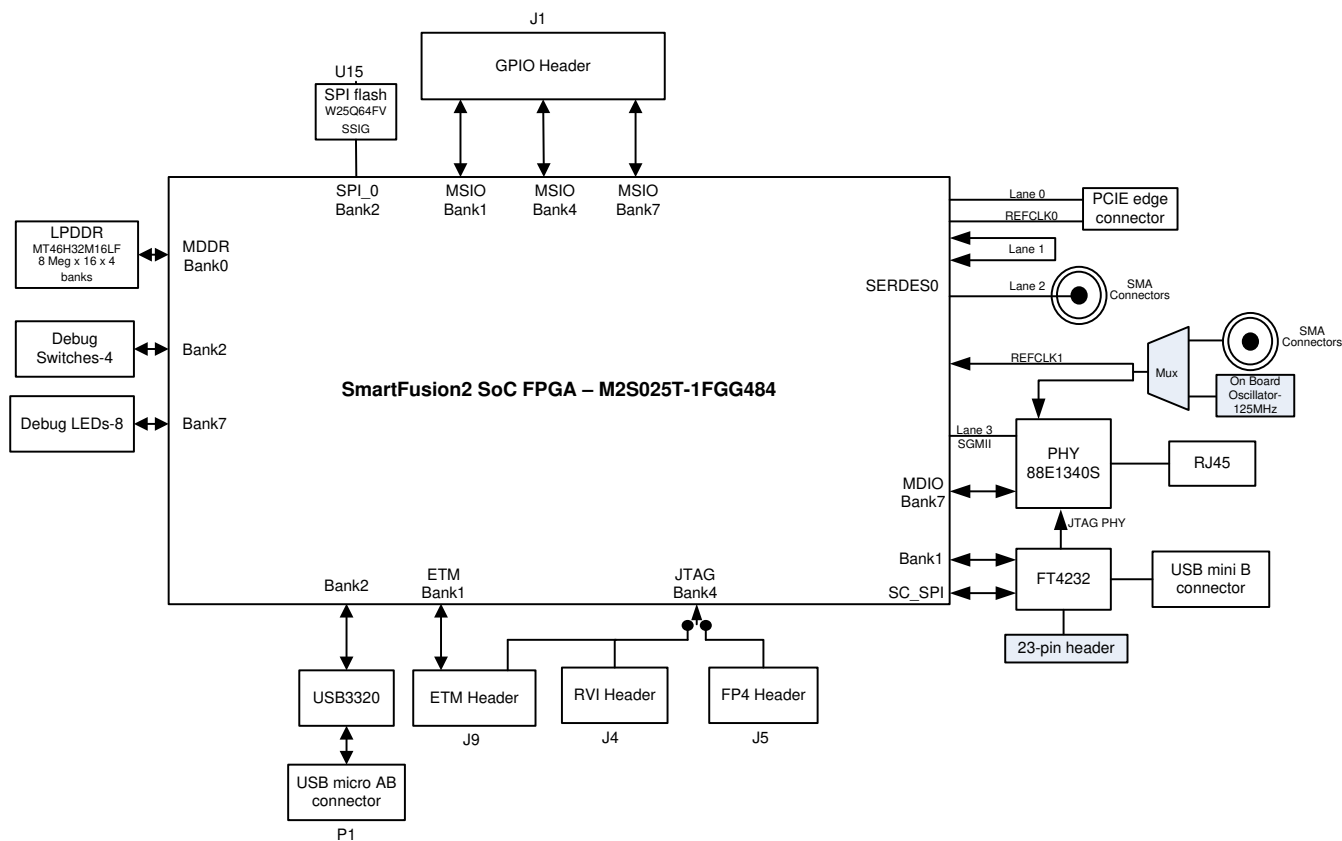 J1
GPIO Header
U15
SPI flash
W25Q64FV
SSIG
SPI_0
Bank2
MSIO
Bank1
MSIO
Bank4
MSIO
Bank7
LPDDR
MT46H32M16LF
8 Meg x 16 x 4
banks
MDDR
Bank0
Debug
Switches-4
Bank2
Debug LEDs-8
Bank7
SmartFusion2 SoC FPGA – M2S025T-1FGG484
Lane 0
REFCLK0
PCIE edge
connector
Lane 1
SERDES0
Lane 2
SMA
Connectors
REFCLK1
Mux
SMA
Connectors
On Board
Oscillator-
125MHz
Lane 3
SGMII
PHY
88E1340S
RJ45
MDIO
Bank7
JTAG PHY
Bank1
SC_SPI
FT4232
USB mini B
connector
23-pin header
Bank2
ETM
Bank1
JTAG
Bank4
USB3320
ETM Header
J9
RVI Header
J4
FP4 Header
J5
USB micro AB
connector
P1